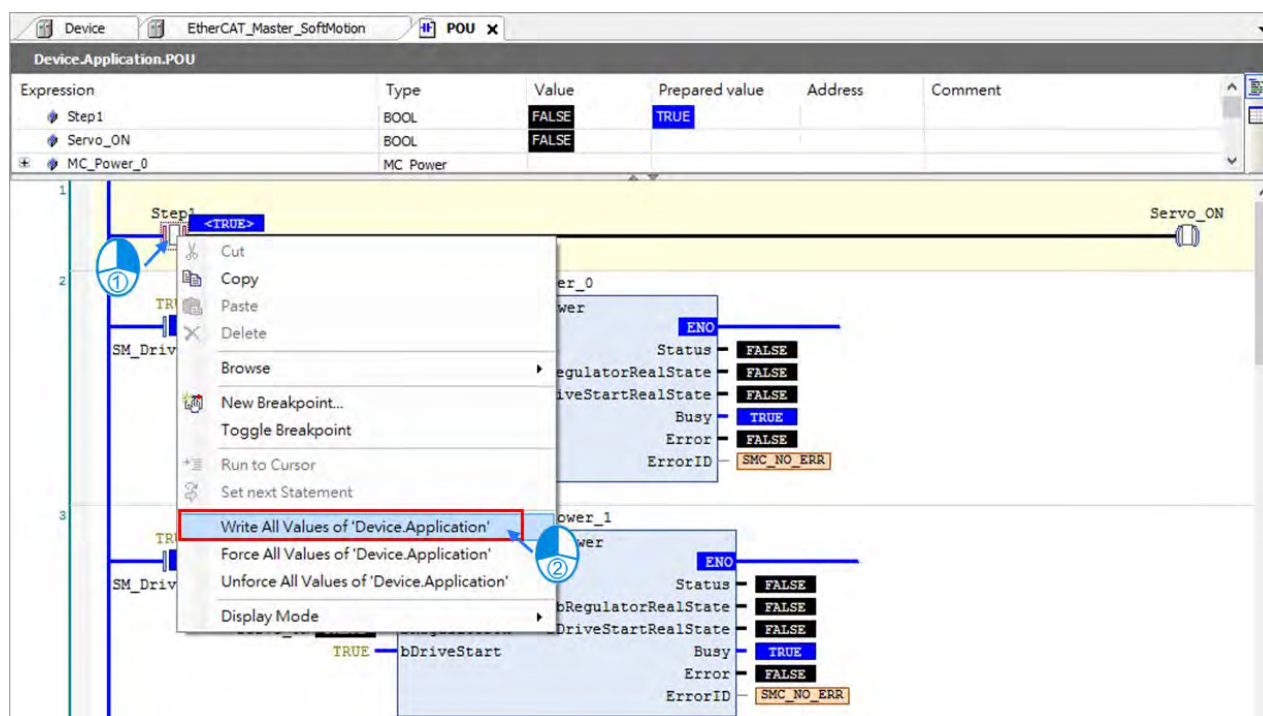 Device EtherCAT_Master_SoftMotion POU
Device.Application.POU
Expression Type Value Prepared value Address Comment
Step1 BOOL FALSE TRUE
Servo_ON BOOL FALSE
MC_Power_0 MC_Power
1
Step1 <TRUE> Servo_ON
① Cut
2 Copy er_0
TR Paste wer
Delete ENO
SM_Driv Status FALSE
Browse egulatorRealState FALSE
New Breakpoint... iveStartRealState FALSE
Toggle Breakpoint Busy TRUE
Error FALSE
Run to Cursor ErrorID SMC_NO_ERR
Set next Statement
3 Write All Values of 'Device.Application' ower_1
TR wer
Force All Values of 'Device.Application' ENO
②
SM_Driv Unforce All Values of 'Device.Application' Status FALSE
bRegulatorRealState FALSE
Display Mode bDriveStartRealState FALSE
TRUE bDriveStart Busy TRUE
Error FALSE
ErrorID SMC_NO_ERR